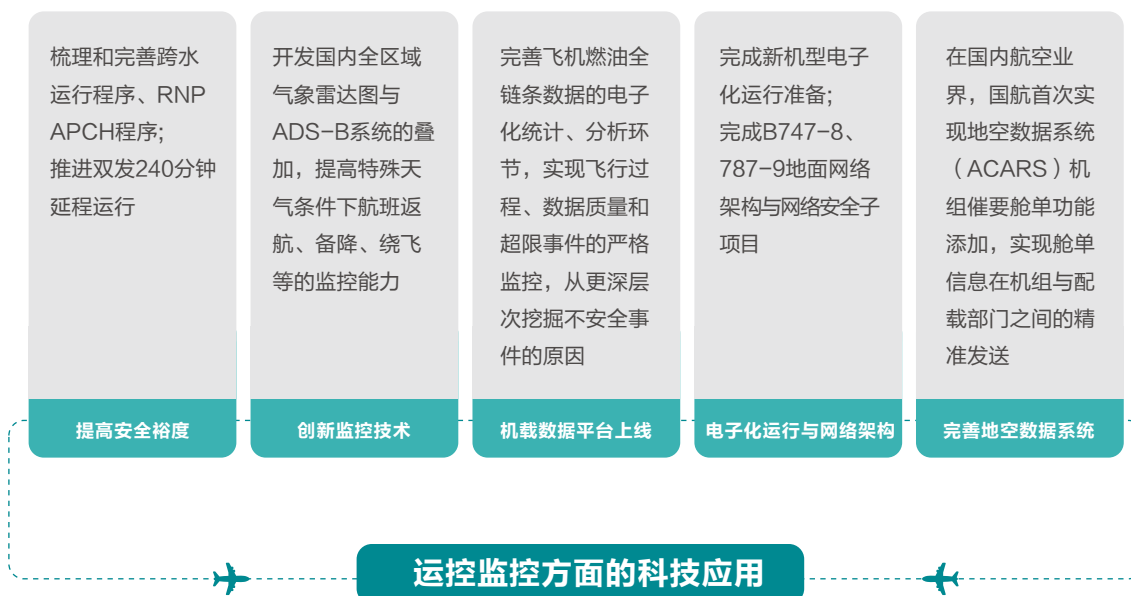 梳理和完善跨水
运行程序、RNP
APCH程序;
推进双发240分钟
延程运行
提高安全裕度
开发国内全区域
气象雷达图与
ADS-B系统的叠
加，提高特殊天
气条件下航班返
航、备降、绕飞
等的监控能力
创新监控技术
完善飞机燃油全
链条数据的电子
化统计、分析环
节，实现飞行过
程、数据质量和
超限事件的严格
监控，从更深层
次挖掘不安全事
件的原因
机载数据平台上线
完成新机型电子
化运行准备;
完成B747-8、
787-9地面网络
架构与网络安全子
项目
电子化运行与网络架构
在国内航空业
界，国航首次实
现地空数据系统
（ACARS）机
组催要舱单功能
添加，实现舱单
信息在机组与配
载部门之间的精
准发送
完善地空数据系统
运控监控方面的科技应用